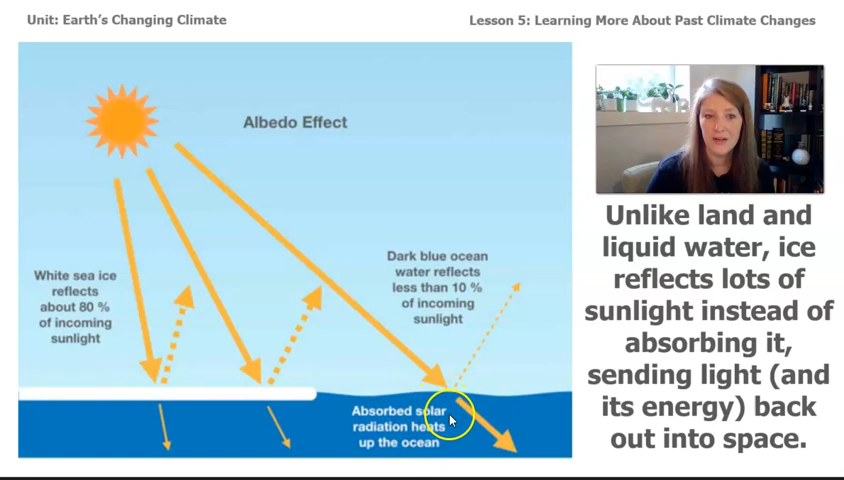 Unit: Earth's Changing Climate
Lesson 5: Learning More About Past Climate Changes
Albedo Effect
White sea ice
reflects
about 80 %
of incoming
sunlight
Dark blue ocean
water reflects
less than 10 %
of incoming
sunlight
Absorbed solar
radiation heats
up the ocean
Unlike land and
liquid water, ice
reflects lots of
sunlight instead of
absorbing it,
sending light (and
its energy) back
out into space.